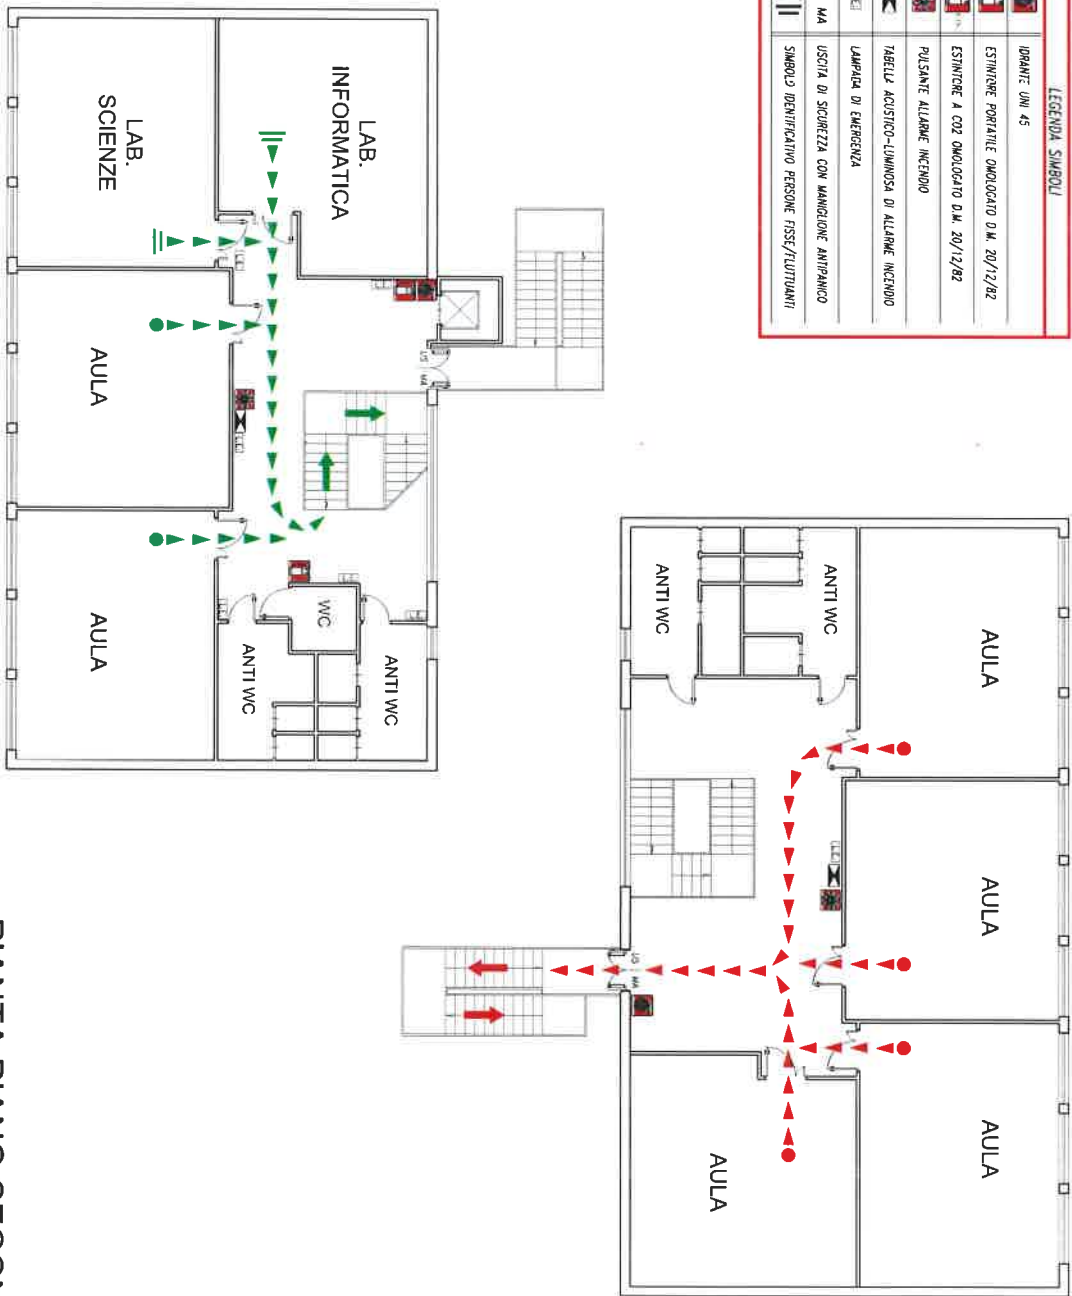 LEGENDA SIMBOLI
IDRANTE UNI 45
ESTINTORE PORTATILE OMOLOGATO D.M. 20/12/82
ESTINTORE A CO2 OMOLOGATO D.M. 20/12/82
PULSANTE ALLARME INCENDIO
TABELLA ACUSTICO-LUMINOSA DI ALLARME INCENDIO
LAMPADA DI EMERGENZA
MA USCITA DI SICUREZZA CON MANIGLIONE ANTIPANICO
SIMBOLO IDENTIFICATIVO PERSONE FISSE/FLUTTUANTI
LAB.
INFORMATICA
LAB.
SCIENZE
AULA
AULA
US MA
WC
ANTI WC
ANTI WC
ANTI WC
ANTI WC
AULA
AULA
AULA
AULA
US MA